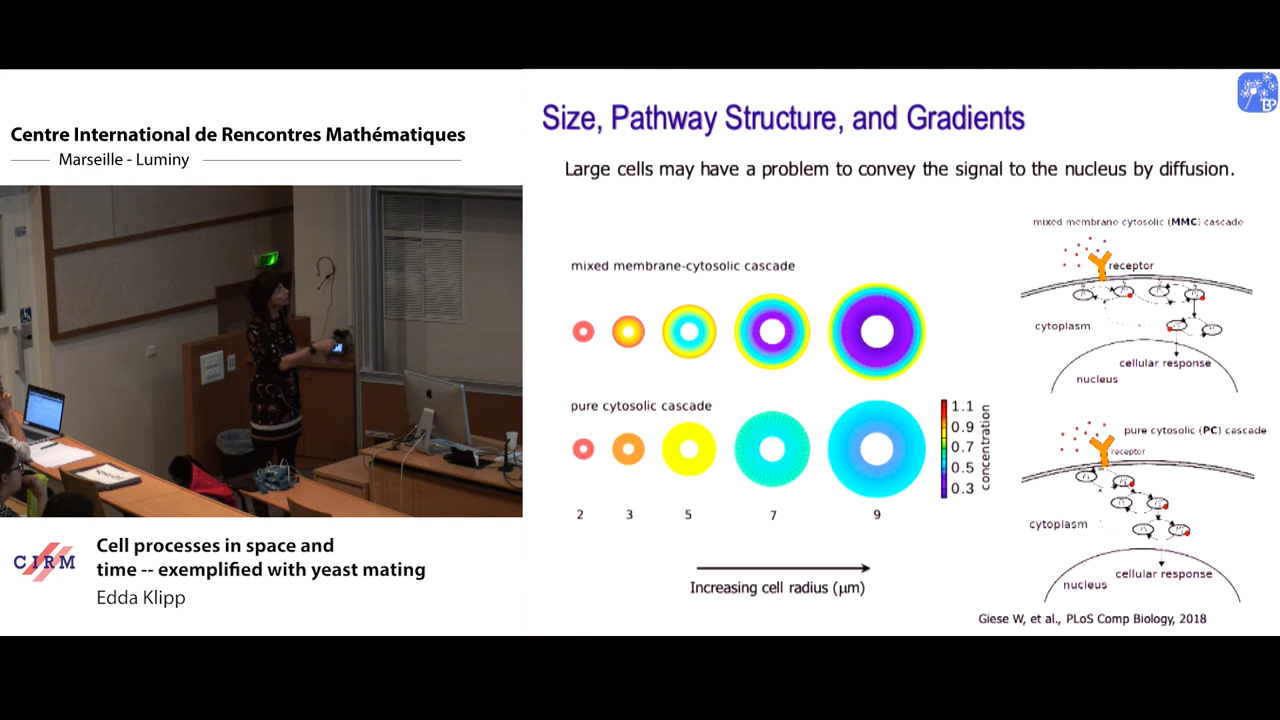 Centre International de Rencontres Mathématiques
Marseille - Luminy
CIRM
Cell processes in space and
time -- exemplified with yeast mating
Edda Klipp
Size, Pathway Structure, and Gradients
TBP
Large cells may have a problem to convey the signal to the nucleus by diffusion.
mixed membrane-cytosolic cascade
pure cytosolic cascade
2 3 5 7 9
1.1
0.9
0.7
0.5
0.3
concentration
Increasing cell radius (µm)
mixed membrane cytosolic (MMC) cascade
receptor
cytoplasm
cellular response
nucleus
pure cytosolic (PC) cascade
receptor
cytoplasm
cellular response
nucleus
Giese W, et al., PLoS Comp Biology, 2018